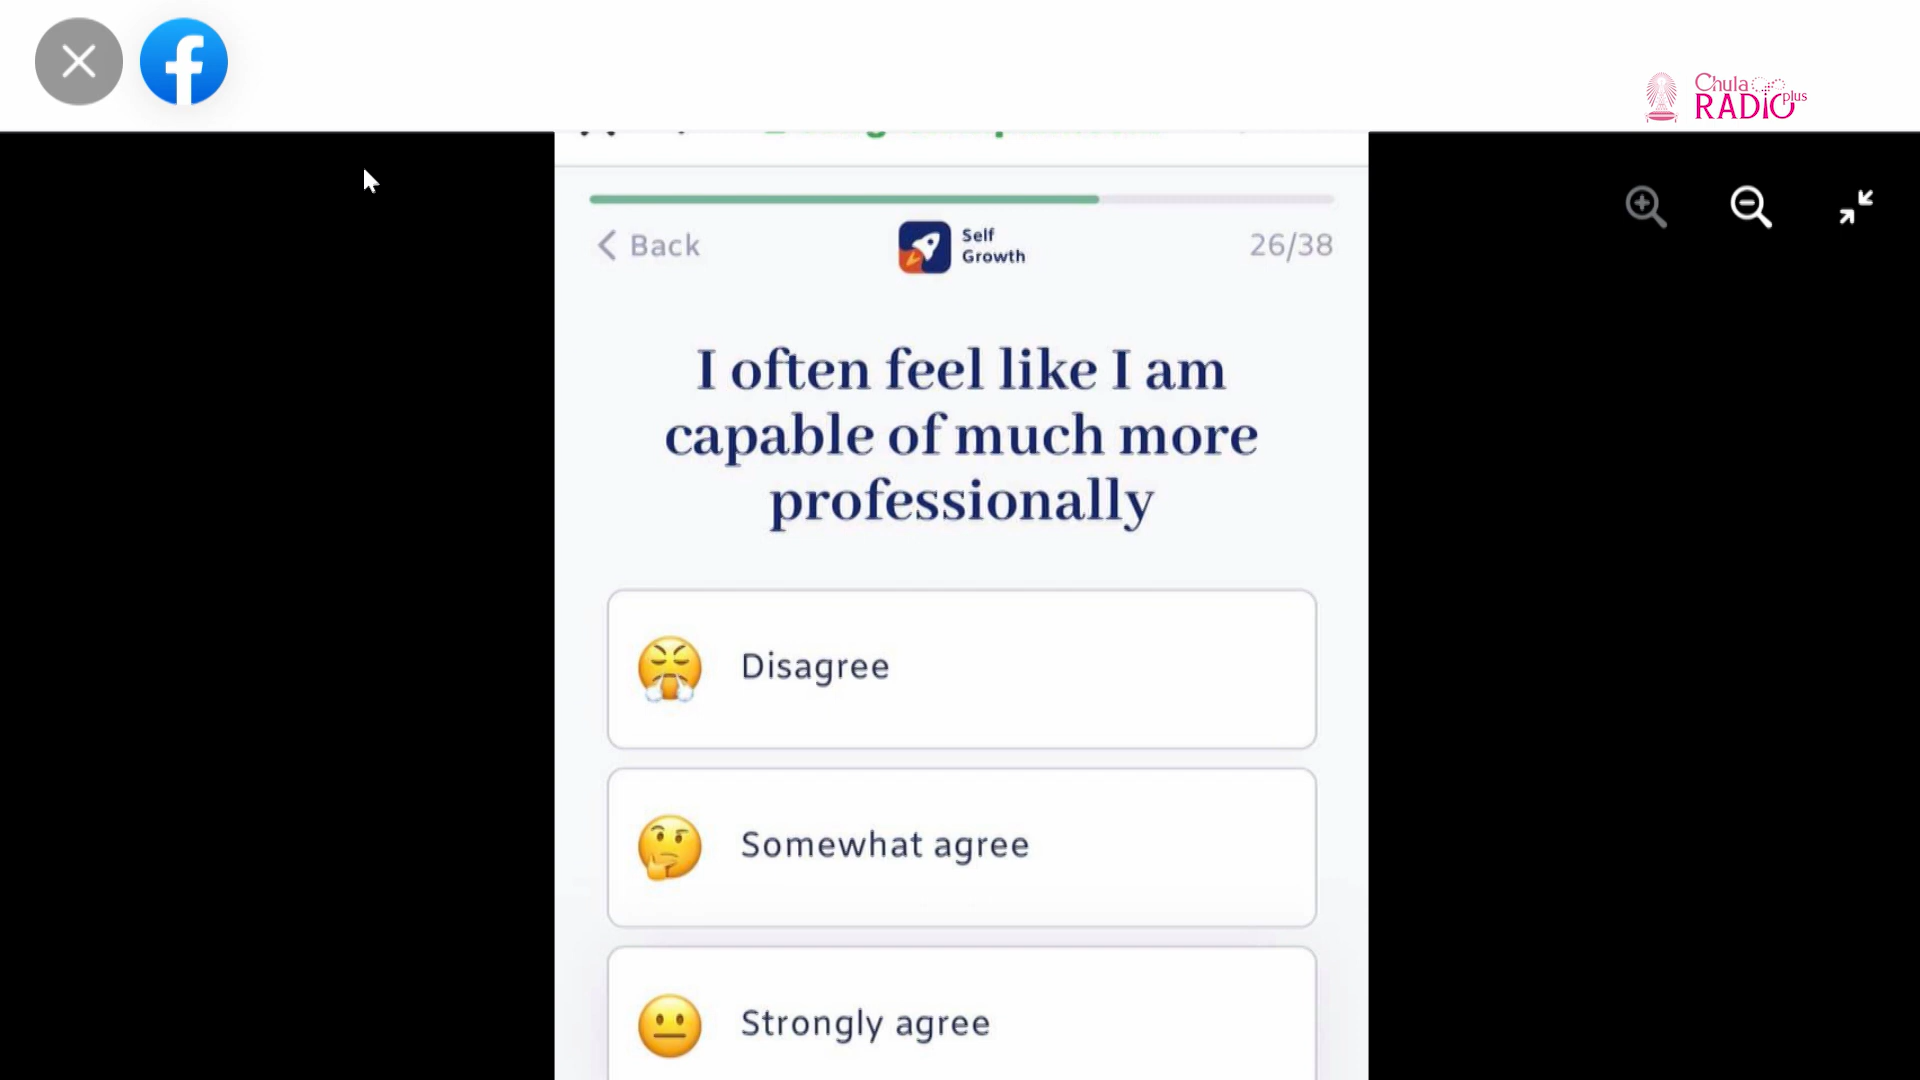 Chula
RADIO plus
Back
Self
Growth
26/38
I often feel like I am
capable of much more
professionally
Disagree
Somewhat agree
Strongly agree